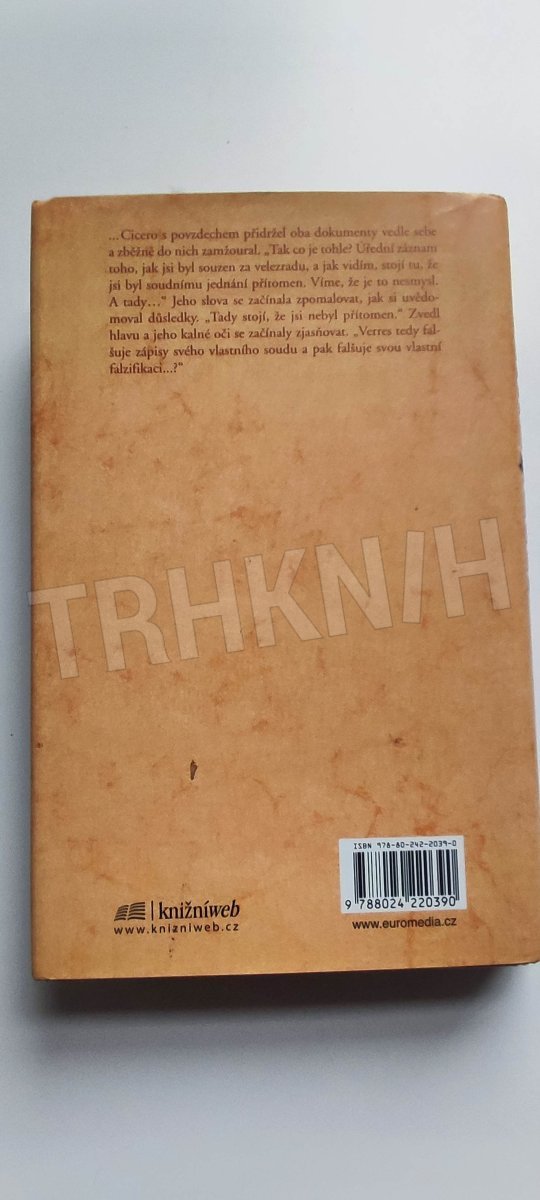 ...Cicero s povzdechem přidržel oba dokumenty vedle sebe
a zběžně do nich zamžoural. „Tak co je tohle? Úřední záznam
toho, jak jsi byl souzen za velezradu, a jak vidím, stojí tu, že
jsi byl soudnímu jednání přítomen. Víme, že je to nesmysl.
A tady...“ Jeho slova se začínala zpomalovat, jak si uvědo-
moval důsledky. „Tady stojí, že jsi nebyl přítomen.“ Zvedl
hlavu a jeho kalné oči se začínaly zjasňovat. „Verres tedy fal-
šuje zápisy svého vlastního soudu a pak falšuje svou vlastní
falzifikaci...?“
TRHKNIH
ISBN 978-80-242-2039-0
9 788024 220390
knižníweb
www.knizniweb.cz
www.euromedia.cz